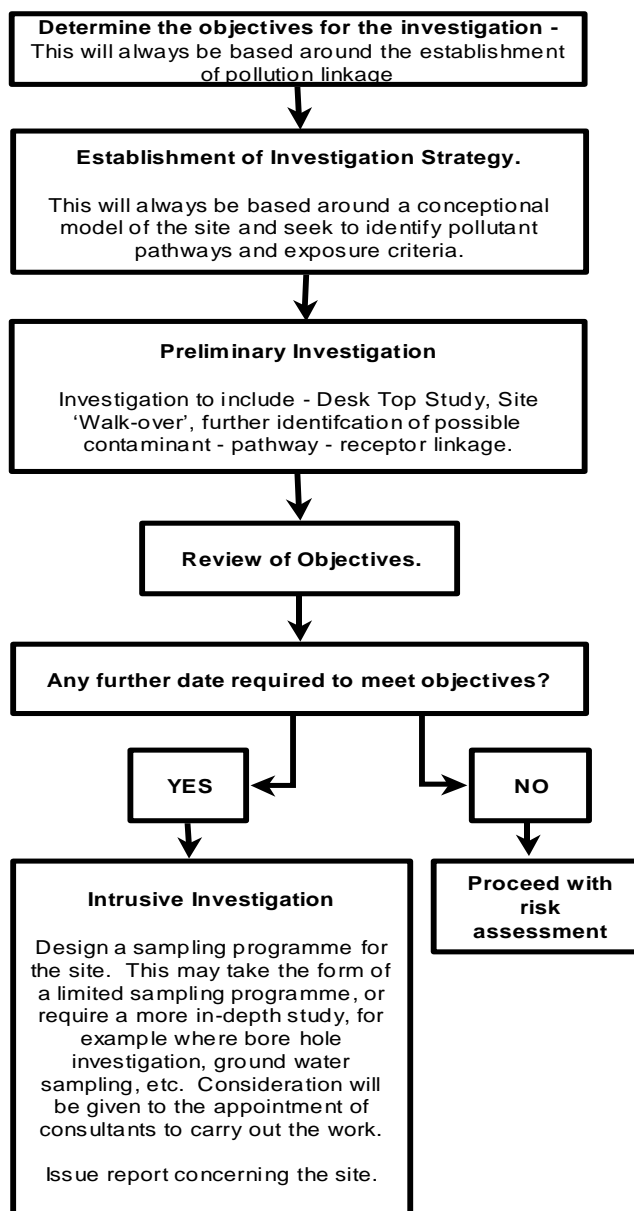 Determine the objectives for the investigation -
This will always be based around the establishment
of pollution linkage
Establishment of Investigation Strategy.
This will always be based around a conceptional
model of the site and seek to identify pollutant
pathways and exposure criteria.
Preliminary Investigation
Investigation to include - Desk Top Study, Site
‘Walk-over’, further identifcation of possible
contaminant - pathway - receptor linkage.
Review of Objectives.
Any further date required to meet objectives?
YES
NO
Intrusive Investigation
Design a sampling programme for
the site. This may take the form of
a limited sampling programme, or
require a more in-depth study, for
example where bore hole
investigation, ground water
sampling, etc. Consideration will
be given to the appointment of
consultants to carry out the work.
Issue report concerning the site.
Proceed with
risk
assessment